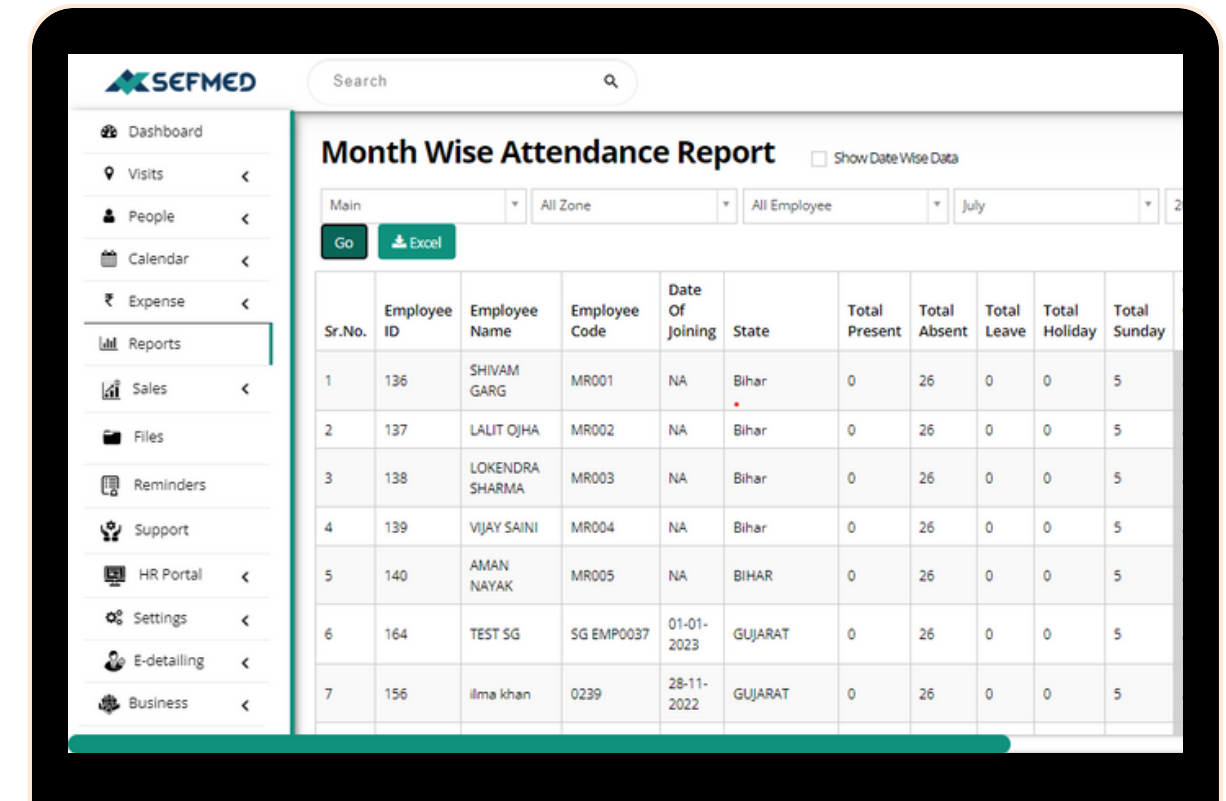 SEFMED
Search
Dashboard
Visits
People
Calendar
Expense
Reports
Sales
Files
Reminders
Support
HR Portal
Settings
E-detailing
Business
Month Wise Attendance Report
Show Date Wise Data
Main All Zone All Employee July
Go Excel
Sr.No. Employee ID Employee Name Employee Code Date Of Joining State Total Present Total Absent Total Leave Total Holiday Total Sunday
1 136 SHIVAM GARG MR001 NA Bihar 0 26 0 0 5
2 137 LALIT OJHA MR002 NA Bihar 0 26 0 0 5
3 138 LOKENDRA SHARMA MR003 NA Bihar 0 26 0 0 5
4 139 VIJAY SAINI MR004 NA Bihar 0 26 0 0 5
5 140 AMAN NAYAK MR005 NA BIHAR 0 26 0 0 5
6 164 TEST SG SG EMP0037 01-01-2023 GUJARAT 0 26 0 0 5
7 156 ilma khan 0239 28-11-2022 GUJARAT 0 26 0 0 5